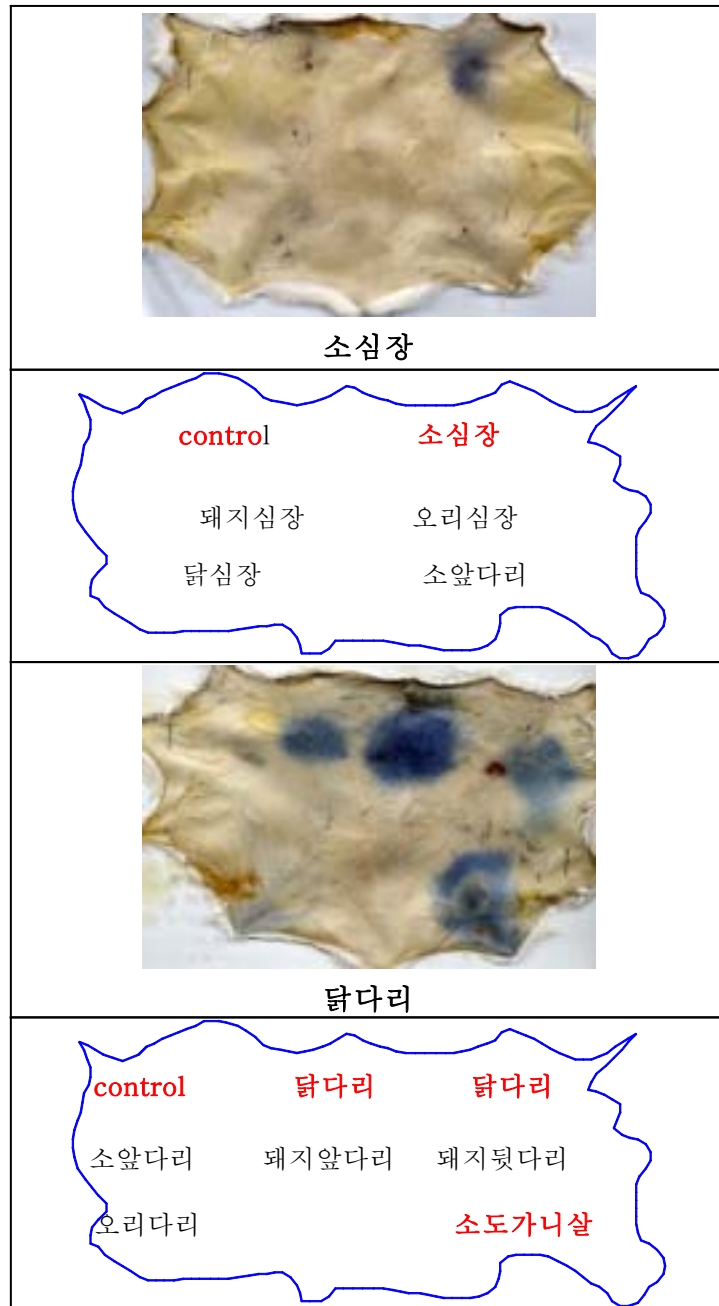 소심장
control 소심장
돼지심장 오리심장
닭심장 소앞다리
닭다리
control 닭다리 닭다리
소앞다리 돼지앞다리 돼지뒷다리
오리다리 소도가니살